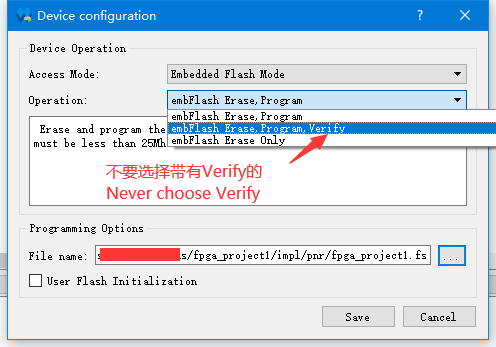 Device configuration
Device Operation
Access Mode: Embedded Flash Mode
Operation: embFlash Erase,Program
embFlash Erase,Program
embFlash Erase,Program,Verify
embFlash Erase Only
Erase and program the
must be less than 25Mh
不要选择带有Verify的
Never choose Verify
Programming Options
File name: s/fpga_project1/impl/pnr/fpga_project1.fs ...
User Flash Initialization
Save Cancel